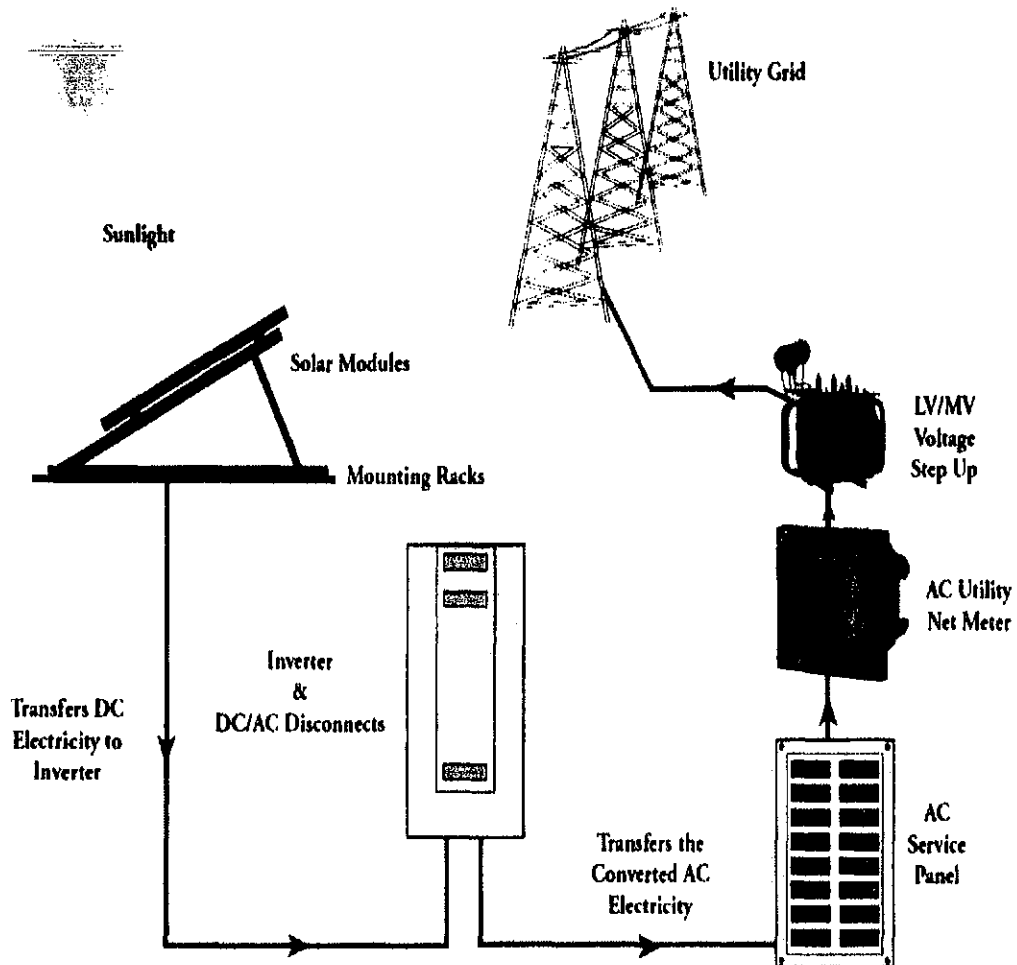 Utility Grid
Sunlight
Solar Modules
Mounting Racks
LV/MV
Voltage
Step Up
AC Utility
Net Meter
Inverter
&
DC/AC Disconnects
Transfers DC
Electricity to
Inverter
Transfers the
Converted AC
Electricity
AC
Service
Panel